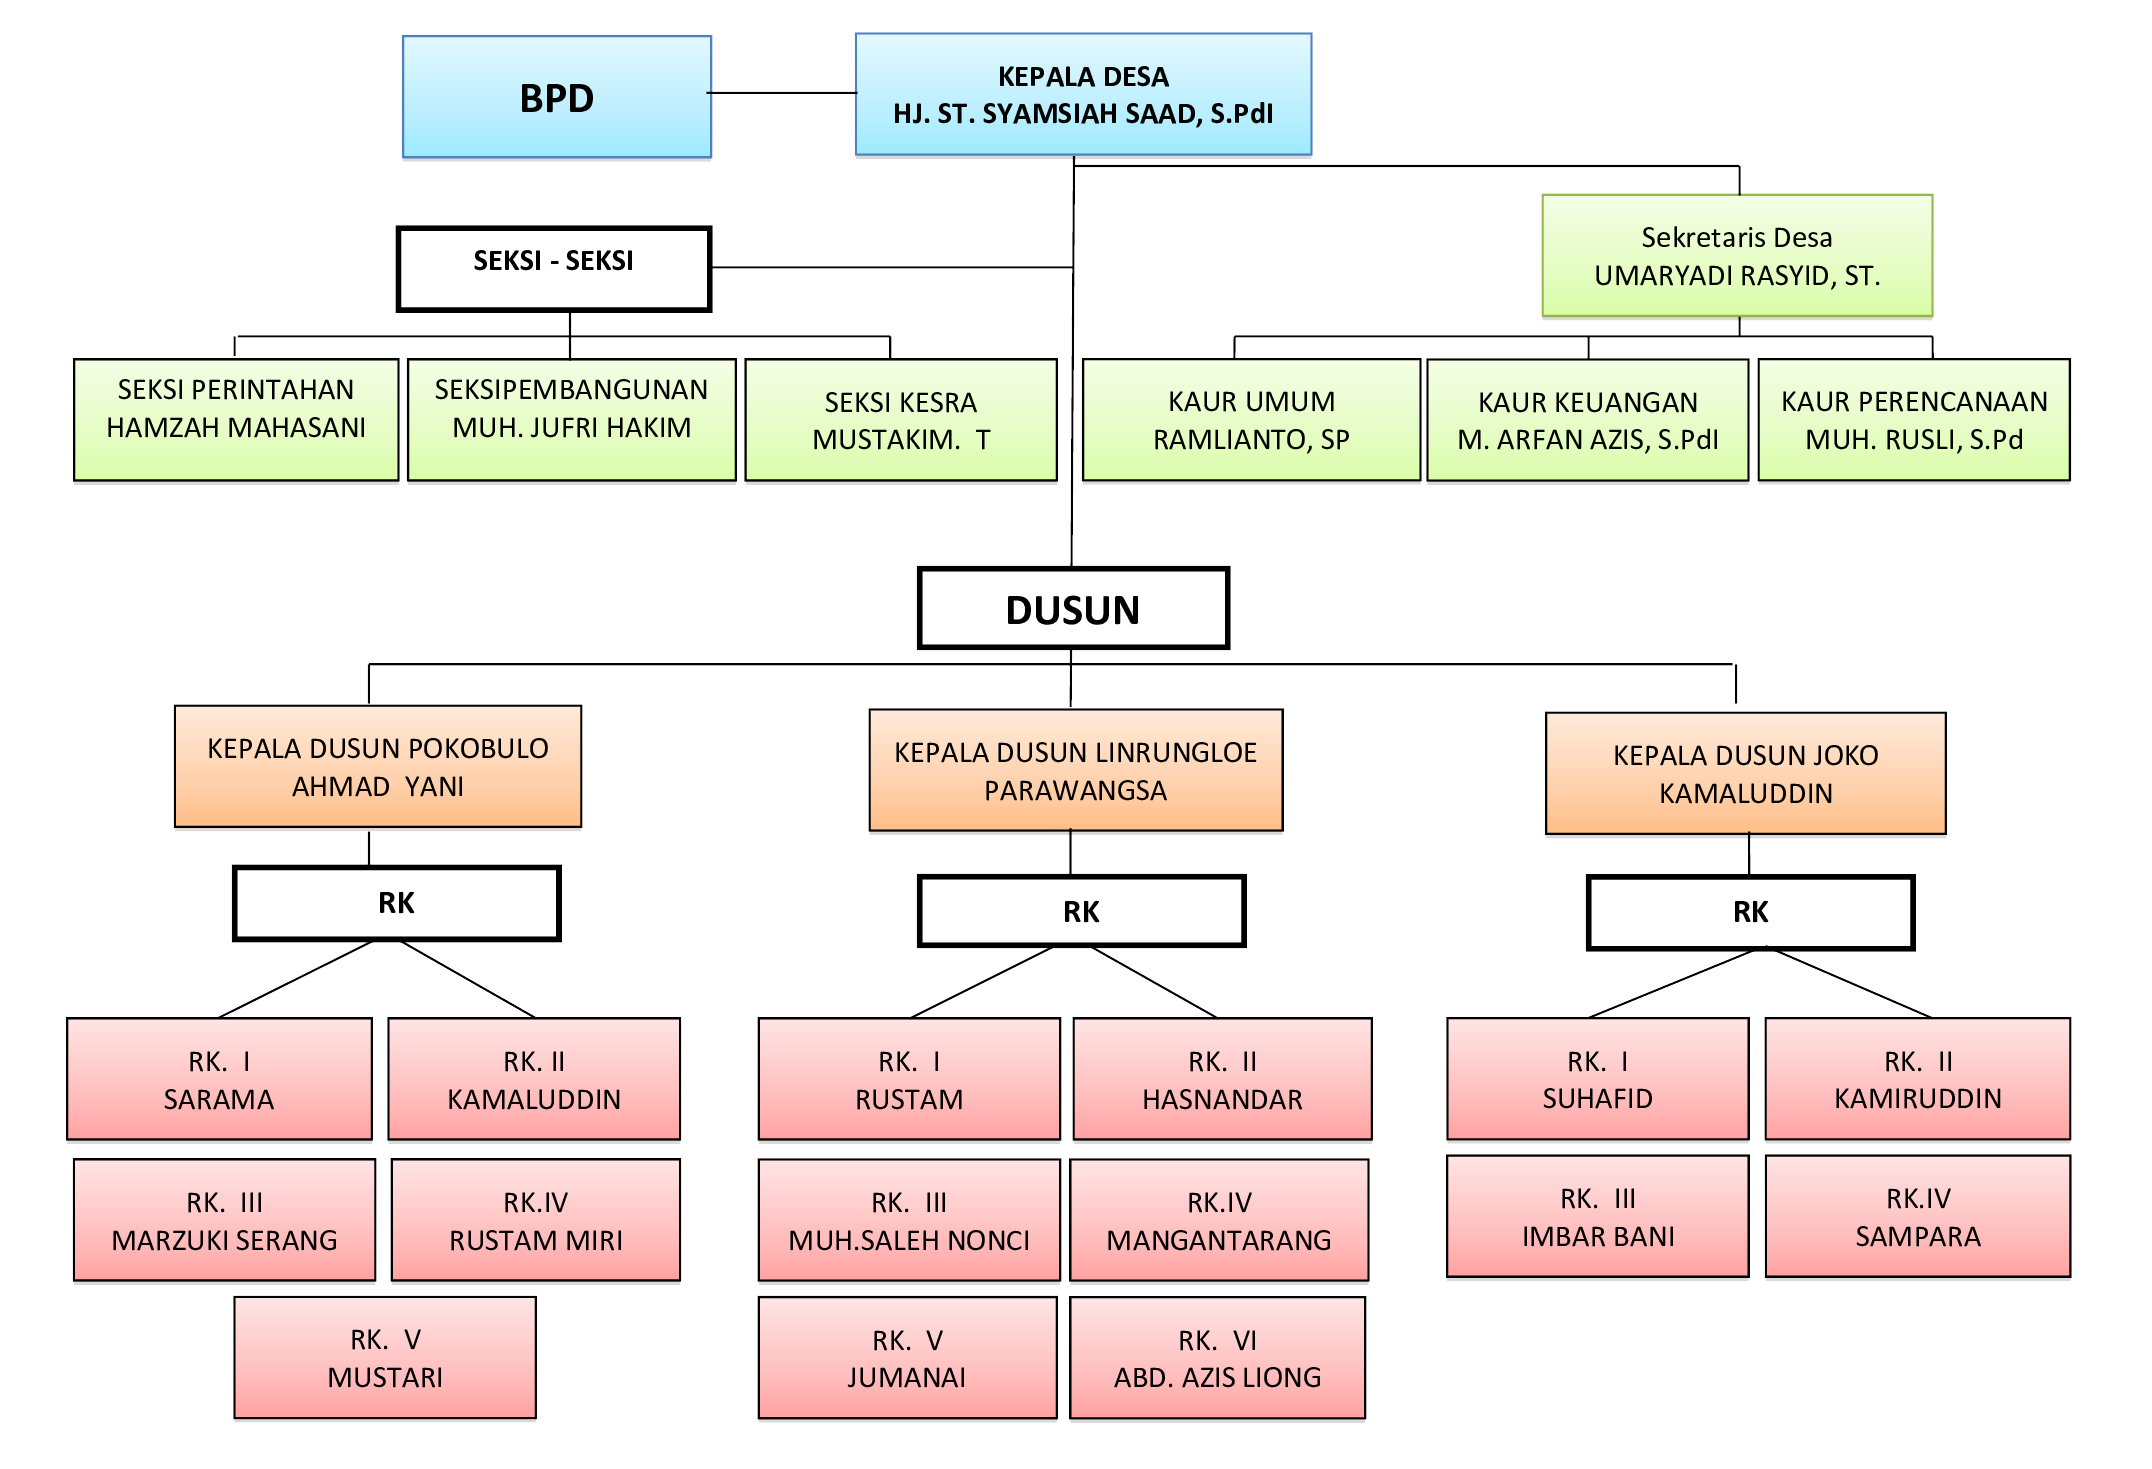 BPD
KEPALA DESA
HJ. ST. SYAMSIAH SAAD, S.PdI
Sekretaris Desa
UMARYADI RASYID, ST.
SEKSI - SEKSI
SEKSI PERINTAHAN
HAMZAH MAHASANI
SEKSIPEMBANGUNAN
MUH. JUFRI HAKIM
SEKSI KESRA
MUSTAKIM. T
KAUR UMUM
RAMLIANTO, SP
KAUR KEUANGAN
M. ARFAN AZIS, S.PdI
KAUR PERENCANAAN
MUH. RUSLI, S.Pd
DUSUN
KEPALA DUSUN POKOBULO
AHMAD YANI
KEPALA DUSUN LINRUNGLOE
PARAWANGSA
KEPALA DUSUN JOKO
KAMALUDDIN
RK
RK
RK
RK. I
SARAMA
RK. II
KAMALUDDIN
RK. I
RUSTAM
RK. II
HASNANDAR
RK. I
SUHAFID
RK. II
KAMIRUDDIN
RK. III
MARZUKI SERANG
RK.IV
RUSTAM MIRI
RK. III
MUH.SALEH NONCI
RK.IV
MANGANTARANG
RK. III
IMBAR BANI
RK.IV
SAMPARA
RK. V
MUSTARI
RK. V
JUMANAI
RK. VI
ABD. AZIS LIONG